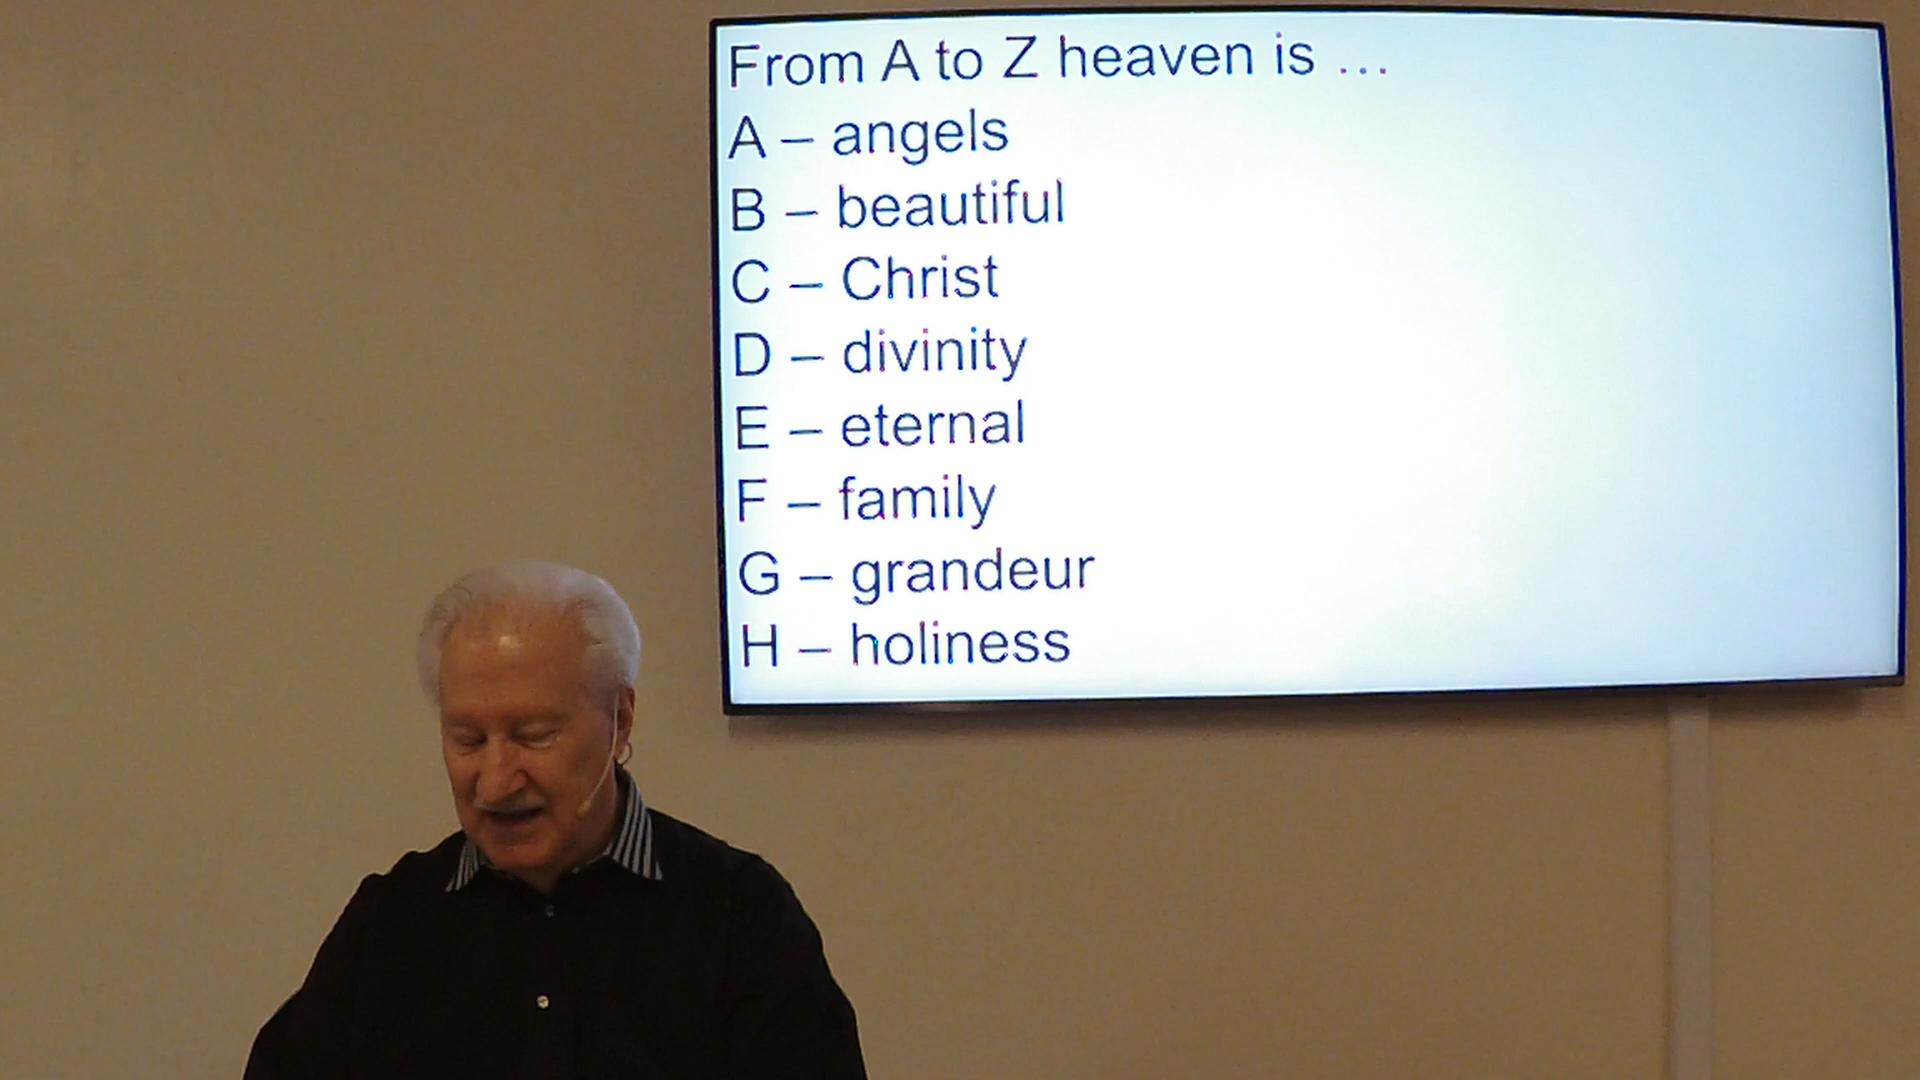 From A to Z heaven is …
A – angels
B – beautiful
C – Christ
D – divinity
E – eternal
F – family
G – grandeur
H – holiness